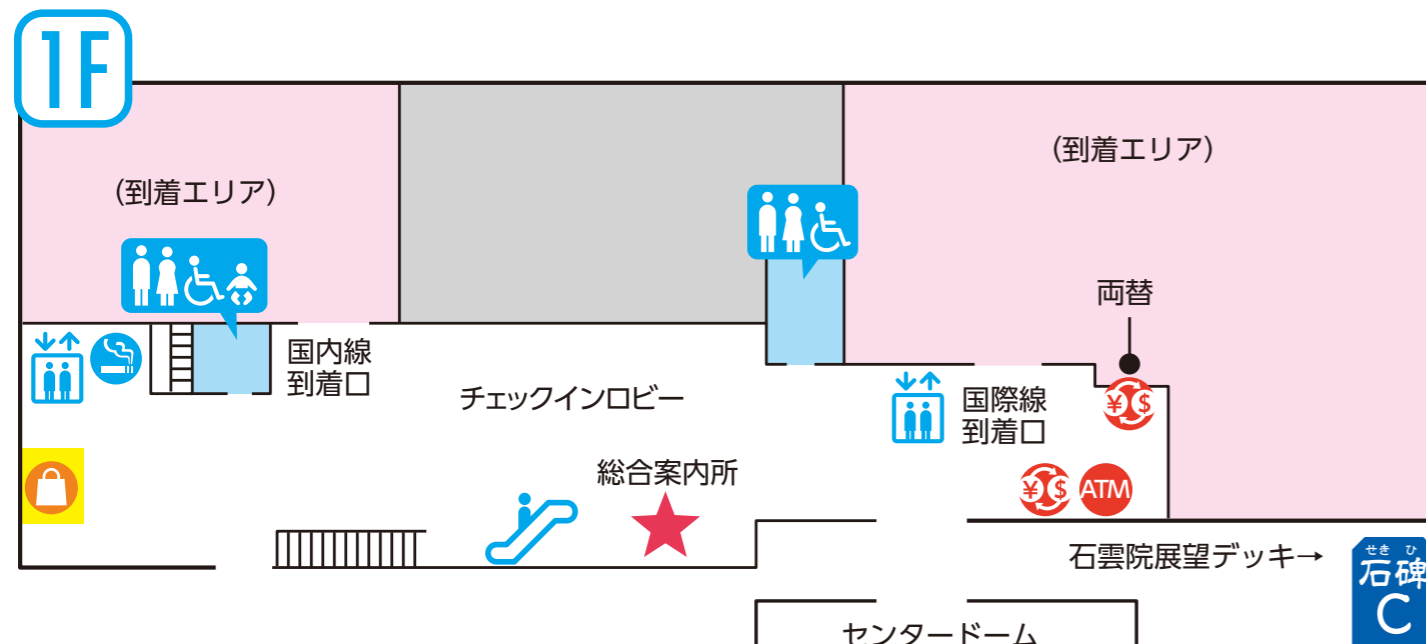 1F
（到着エリア）
（到着エリア）
両替
国内線
到着口
チェックインロビー
国際線
到着口
¥$
総合案内所
¥$
ATM
石雲院展望デッキ→
せき ひ
石碑
C
センタードーム